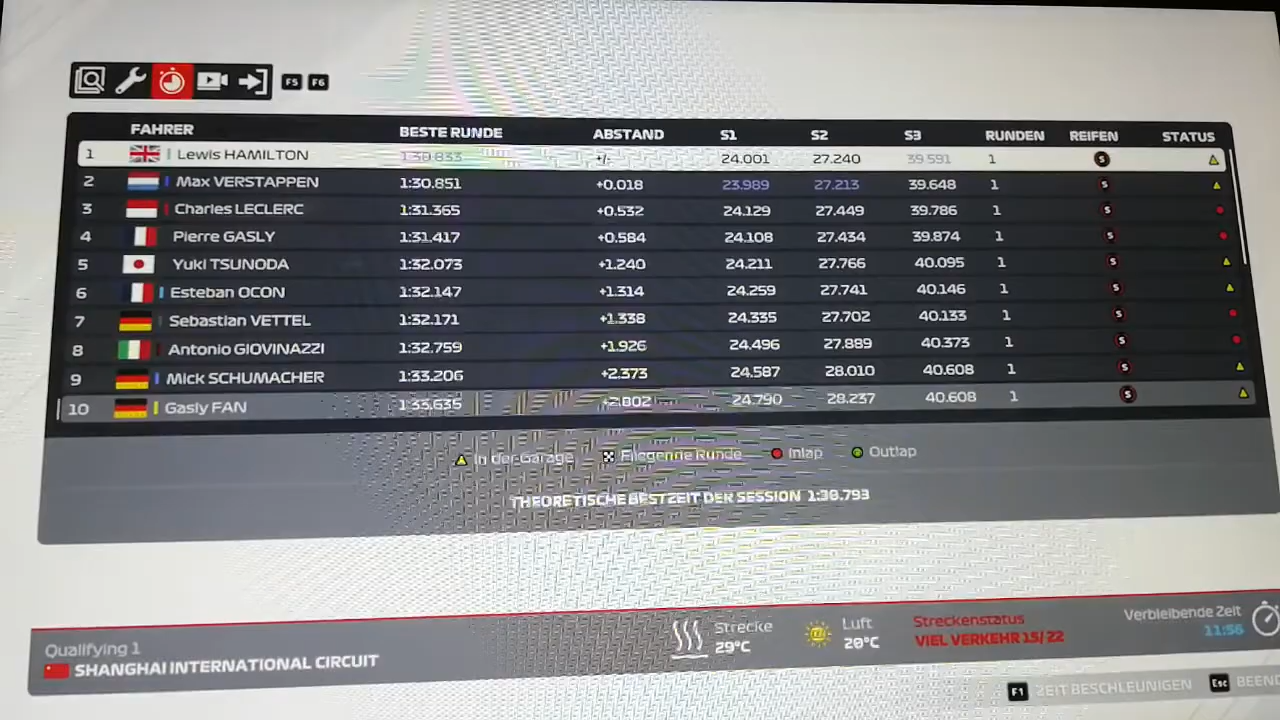 F5 F6
FAHRER BESTE RUNDE ABSTAND S1 S2 S3 RUNDEN REIFEN STATUS
1 Lewis HAMILTON 1:30.833 +/- 24.001 27.240 39.591 1 S
2 Max VERSTAPPEN 1:30.851 +0.018 23.989 27.213 39.648 1 S
3 Charles LECLERC 1:31.365 +0.532 24.129 27.449 39.786 1 S
4 Pierre GASLY 1:31.417 +0.584 24.108 27.434 39.874 1 S
5 Yuki TSUNODA 1:32.073 +1.240 24.211 27.766 40.095 1 S
6 Esteban OCON 1:32.147 +1.314 24.259 27.741 40.146 1 S
7 Sebastian VETTEL 1:32.171 +1.338 24.335 27.702 40.133 1 S
8 Antonio GIOVINAZZI 1:32.759 +1.926 24.496 27.889 40.373 1 S
9 Mick SCHUMACHER 1:33.206 +2.373 24.587 28.010 40.608 1 S
10 Gasly FAN 1:33.635 +2.802 24.790 28.237 40.608 1 S
In der Garage Fliegende Runde Inlap Outlap
THEORETISCHE BESTZEIT DER SESSION 1:30.793
Qualifying 1
SHANGHAI INTERNATIONAL CIRCUIT
Strecke
29°C
Luft
20°C
Streckenstatus
VIEL VERKEHR 15/22
Verbleibende Zeit
11:56
F1 ZEIT BESCHLEUNIGEN Esc